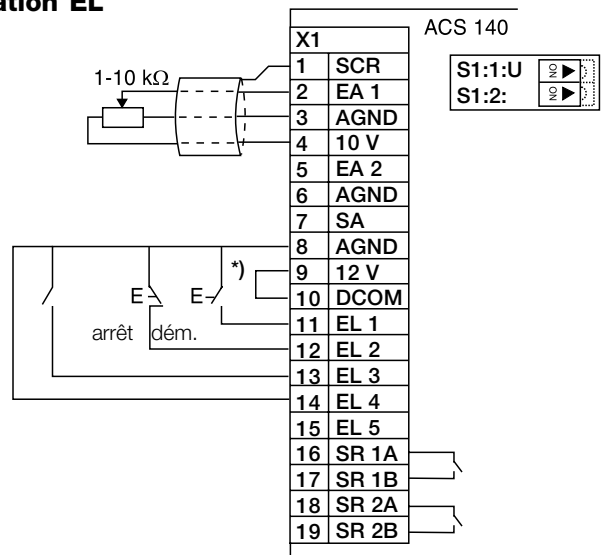 ation EL
ACS 140
X1
1 SCR
2 EA 1
3 AGND
4 10 V
5 EA 2
6 AGND
7 SA
8 AGND
9 12 V
10 DCOM
11 EL 1
12 EL 2
13 EL 3
14 EL 4
15 EL 5
16 SR 1A
17 SR 1B
18 SR 2A
19 SR 2B
S1:1:U ON
S1:2: ON
1-10 kΩ
*)
E E
arrêt dém.